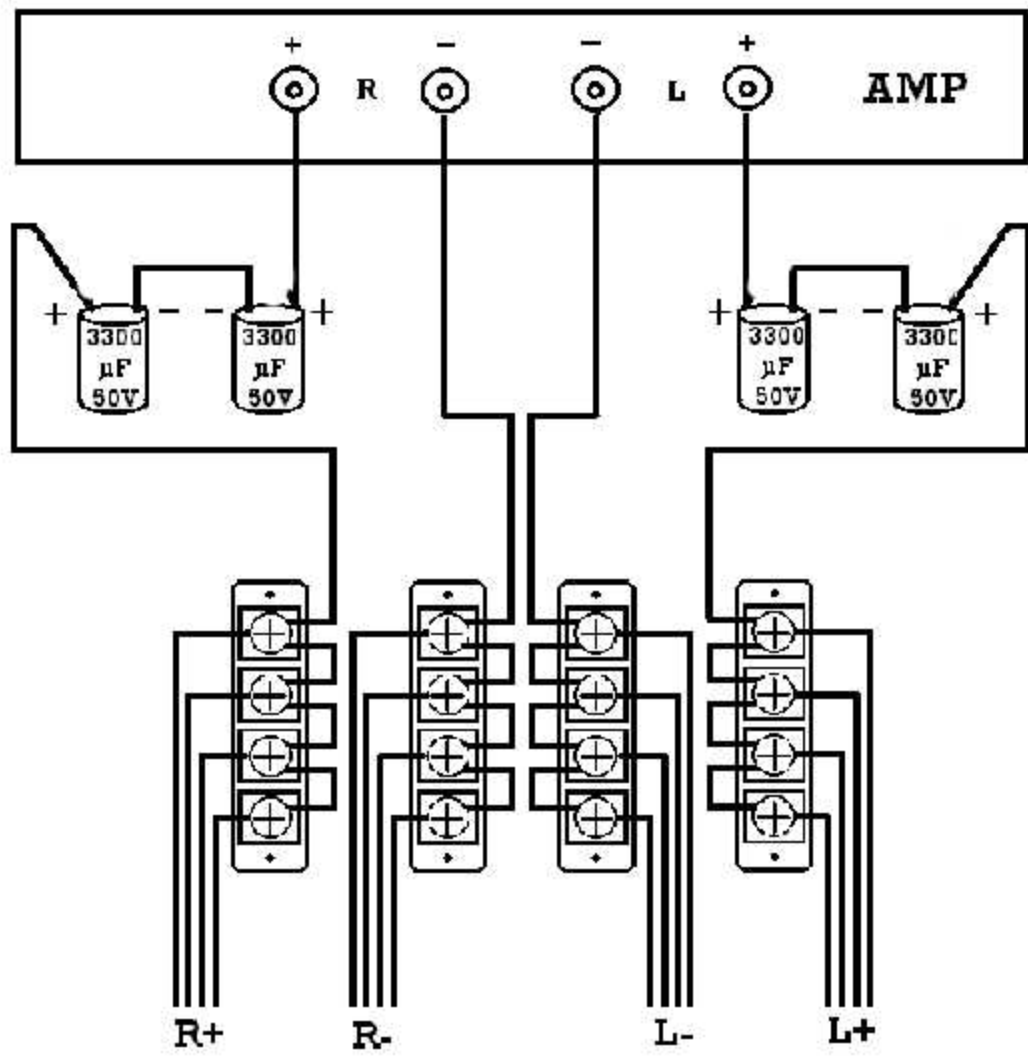 + R - - L + AMP
+ - - + + - - +
3300 3300 3300 3300
µF µF µF µF
50V 50V 50V 50V
R+ R- L- L+